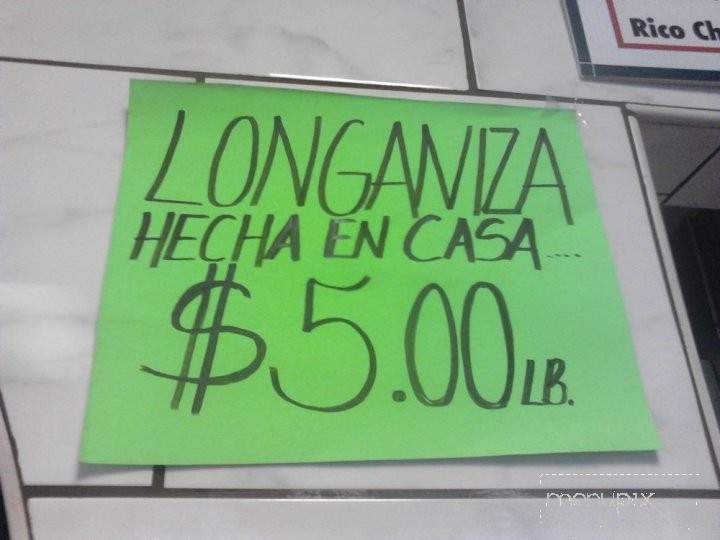 Rico Ch
LONGANIZA
HECHA EN CASA....
$5.00 LB.
menupix